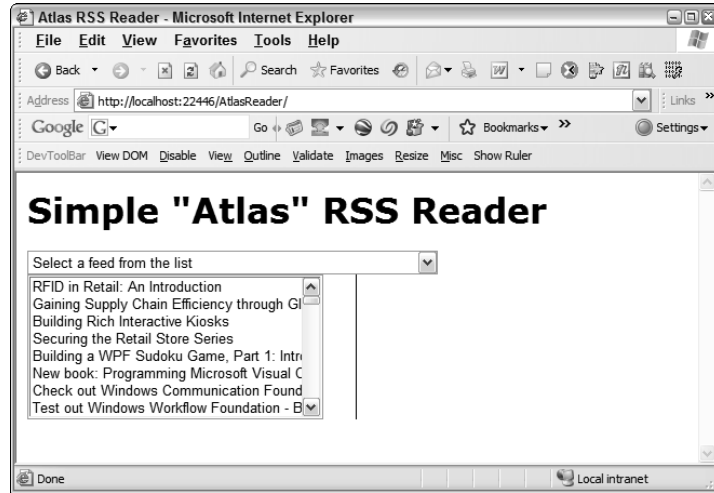 Atlas RSS Reader - Microsoft Internet Explorer
File Edit View Favorites Tools Help
Back Search Favorites
Address http://localhost:22446/AtlasReader/ Links »
Google G Go Bookmarks » Settings
DevToolBar View DOM Disable View Outline Validate Images Resize Misc Show Ruler
Simple "Atlas" RSS Reader
Select a feed from the list
RFID in Retail: An Introduction
Gaining Supply Chain Efficiency through Gl
Building Rich Interactive Kiosks
Securing the Retail Store Series
Building a WPF Sudoku Game, Part 1: Intro
New book: Programming Microsoft Visual C
Check out Windows Communication Found
Test out Windows Workflow Foundation - B
Done Local intranet